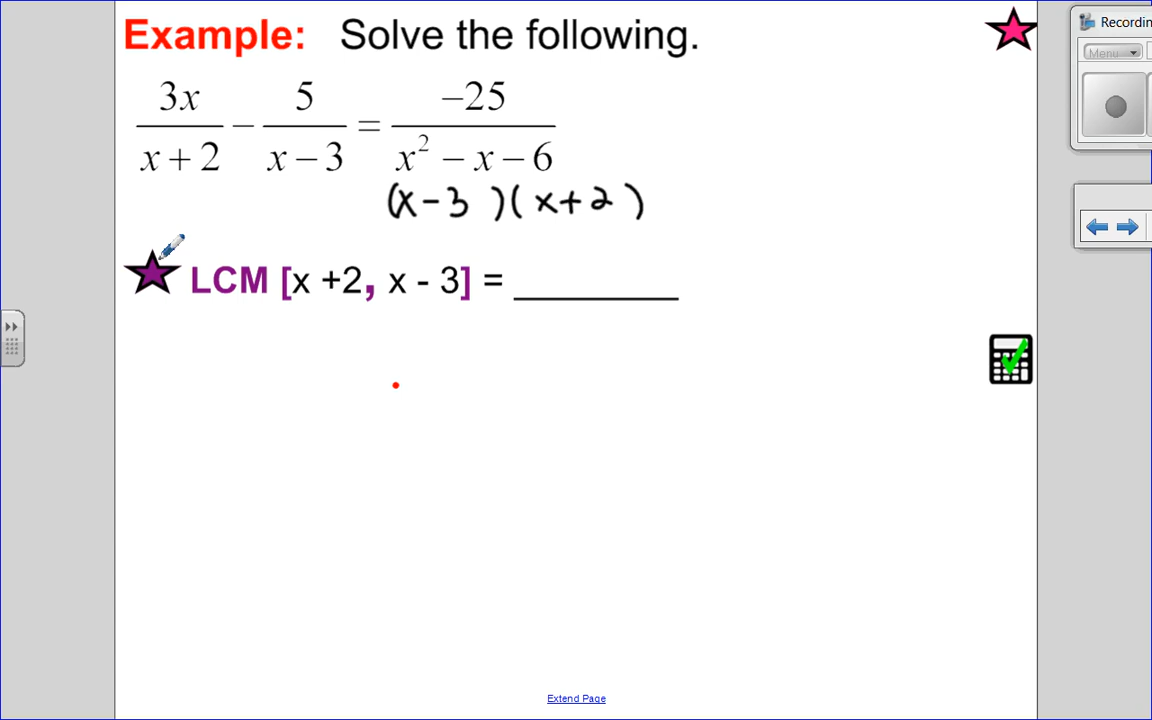 Example: Solve the following.
3x/(x + 2) − 5/(x − 3) = −25/(x² − x − 6)
(x - 3 )( x + 2 )
LCM [x +2, x - 3] = _________
Extend Page
Recordin
Menu